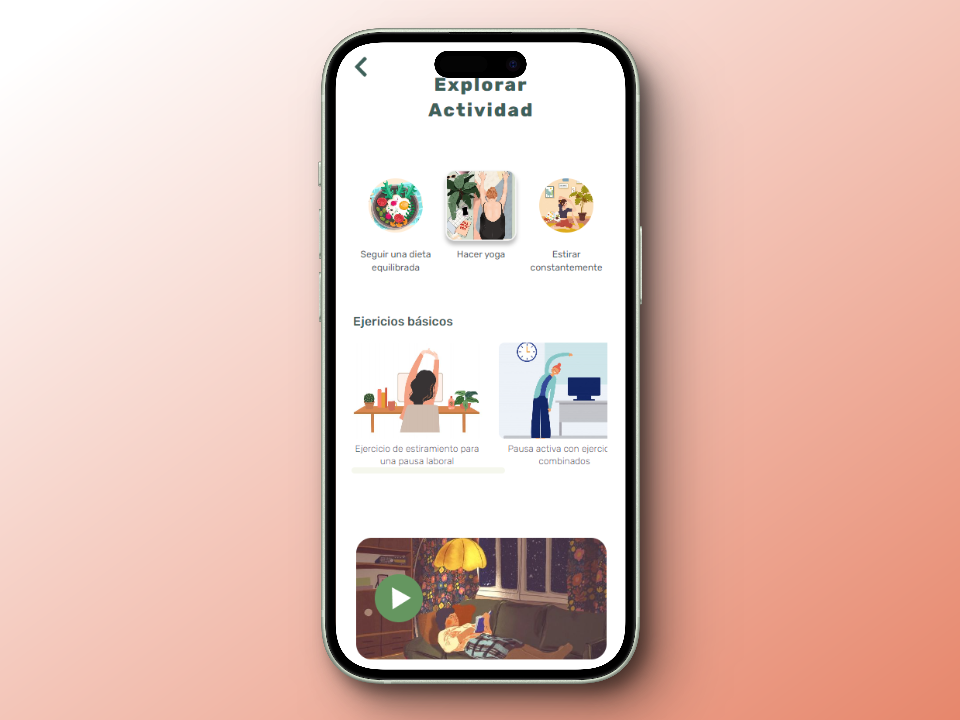 Explorar
Actividad
Seguir una dieta
equilibrada
Hacer yoga
Estirar
constantemente
Ejericios básicos
Ejercicio de estiramiento para
una pausa laboral
Pausa activa con ejercic
combinados